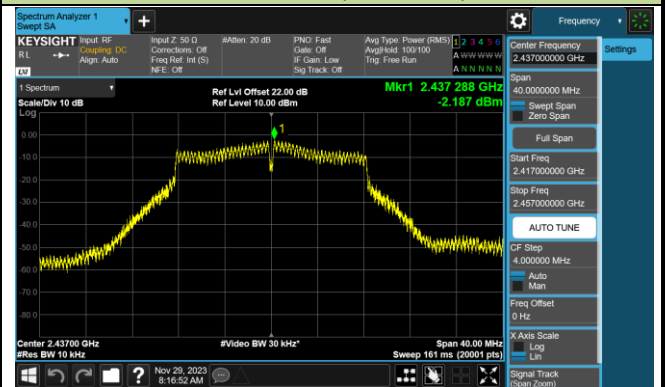 Spectrum Analyzer 1
Swept SA
+
Frequency
KEYSIGHT
Input: RF
Coupling: DC
Align: Auto
Input Z: 50 Ω
Corrections: Off
Freq Ref: Int (S)
NFE: Off
#Atten: 20 dB
PNO: Fast
Gate: Off
IF Gain: Low
Sig Track: Off
Avg Type: Power (RMS)
Avg|Hold: 100/100
Trig: Free Run
1 2 3 4 5 6
A W W W W W
A N N N N N
R L
LXI
Center Frequency
2.437000000 GHz
Settings
1 Spectrum
Scale/Div 10 dB
Log
Ref Lvl Offset 22.00 dB
Ref Level 10.00 dBm
Mkr1 2.437 288 GHz
-2.187 dBm
Span
40.0000000 MHz
Swept Span
Zero Span
Full Span
Start Freq
2.417000000 GHz
Stop Freq
2.457000000 GHz
AUTO TUNE
CF Step
4.000000 MHz
Auto
Man
Freq Offset
0 Hz
X Axis Scale
Log
Lin
Signal Track
(Span Zoom)
1
0.00
-10.0
-20.0
-30.0
-40.0
-50.0
-60.0
-70.0
-80.0
Center 2.43700 GHz
#Res BW 10 kHz
#Video BW 30 kHz*
Span 40.00 MHz
Sweep 161 ms (20001 pts)
?
Nov 29, 2023
8:16:52 AM